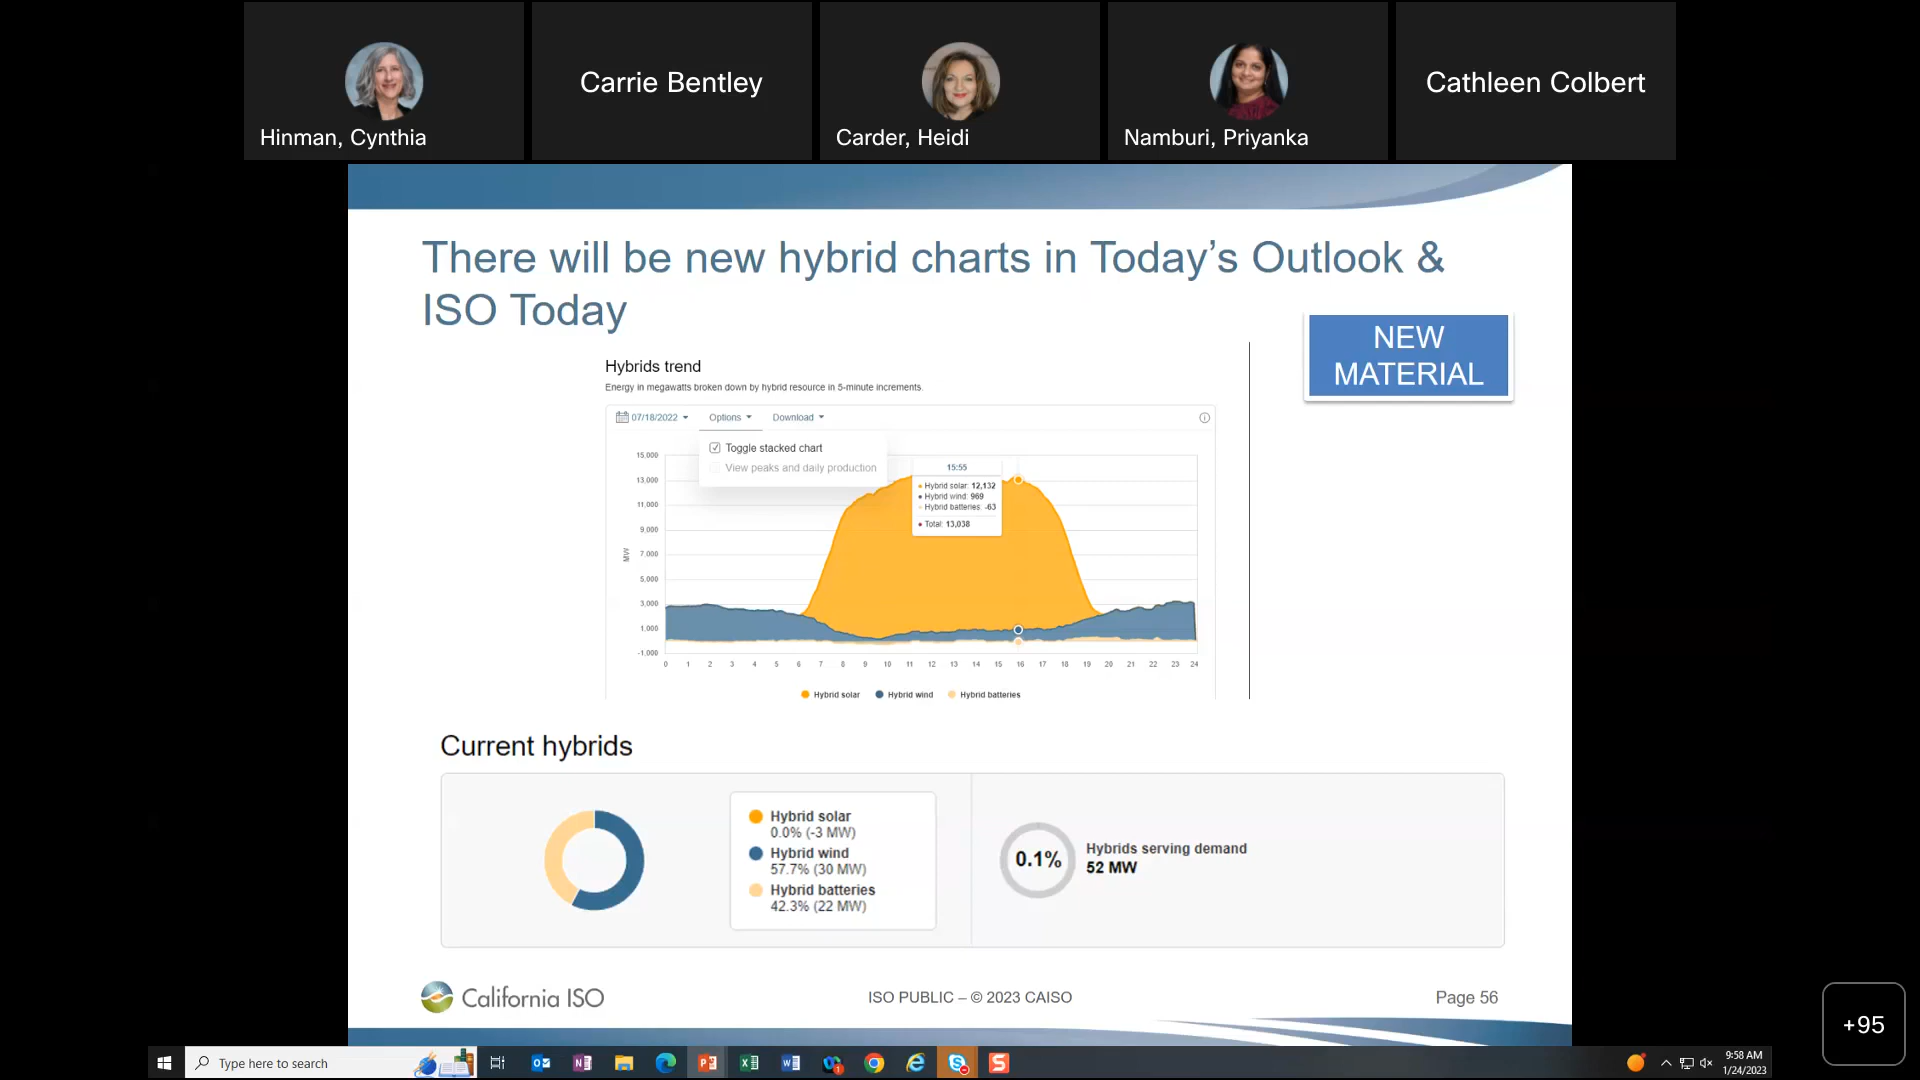 Hinman, Cynthia
Carrie Bentley
Carder, Heidi
Namburi, Priyanka
Cathleen Colbert
There will be new hybrid charts in Today’s Outlook &
ISO Today
NEW
MATERIAL
Hybrids trend
Energy in megawatts broken down by hybrid resource in 5-minute increments.
07/18/2022
Options
Download
Toggle stacked chart
View peaks and daily production
15:55
Hybrid solar: 12,132
Hybrid wind: 969
Hybrid batteries: -63
Total: 13,038
MW
15,000
13,000
11,000
9,000
7,000
5,000
3,000
1,000
-1,000
0 1 2 3 4 5 6 7 8 9 10 11 12 13 14 15 16 17 18 19 20 21 22 23 24
Hybrid solar Hybrid wind Hybrid batteries
Current hybrids
Hybrid solar
0.0% (-3 MW)
Hybrid wind
57.7% (30 MW)
Hybrid batteries
42.3% (22 MW)
0.1%
Hybrids serving demand
52 MW
California ISO
ISO PUBLIC – © 2023 CAISO
Page 56
+95
Type here to search
9:58 AM
1/24/2023